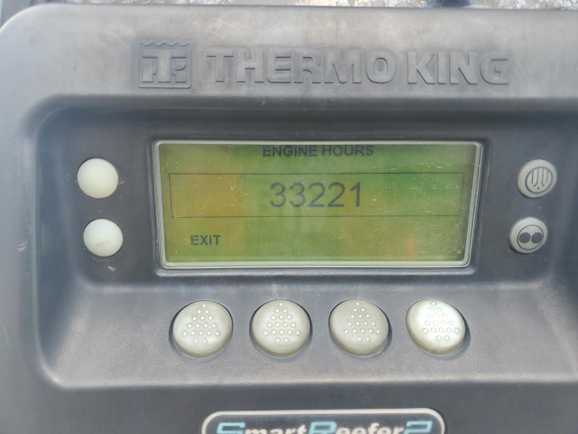 THERMO KING
ENGINE HOURS
33221
EXIT
SmartReefer2